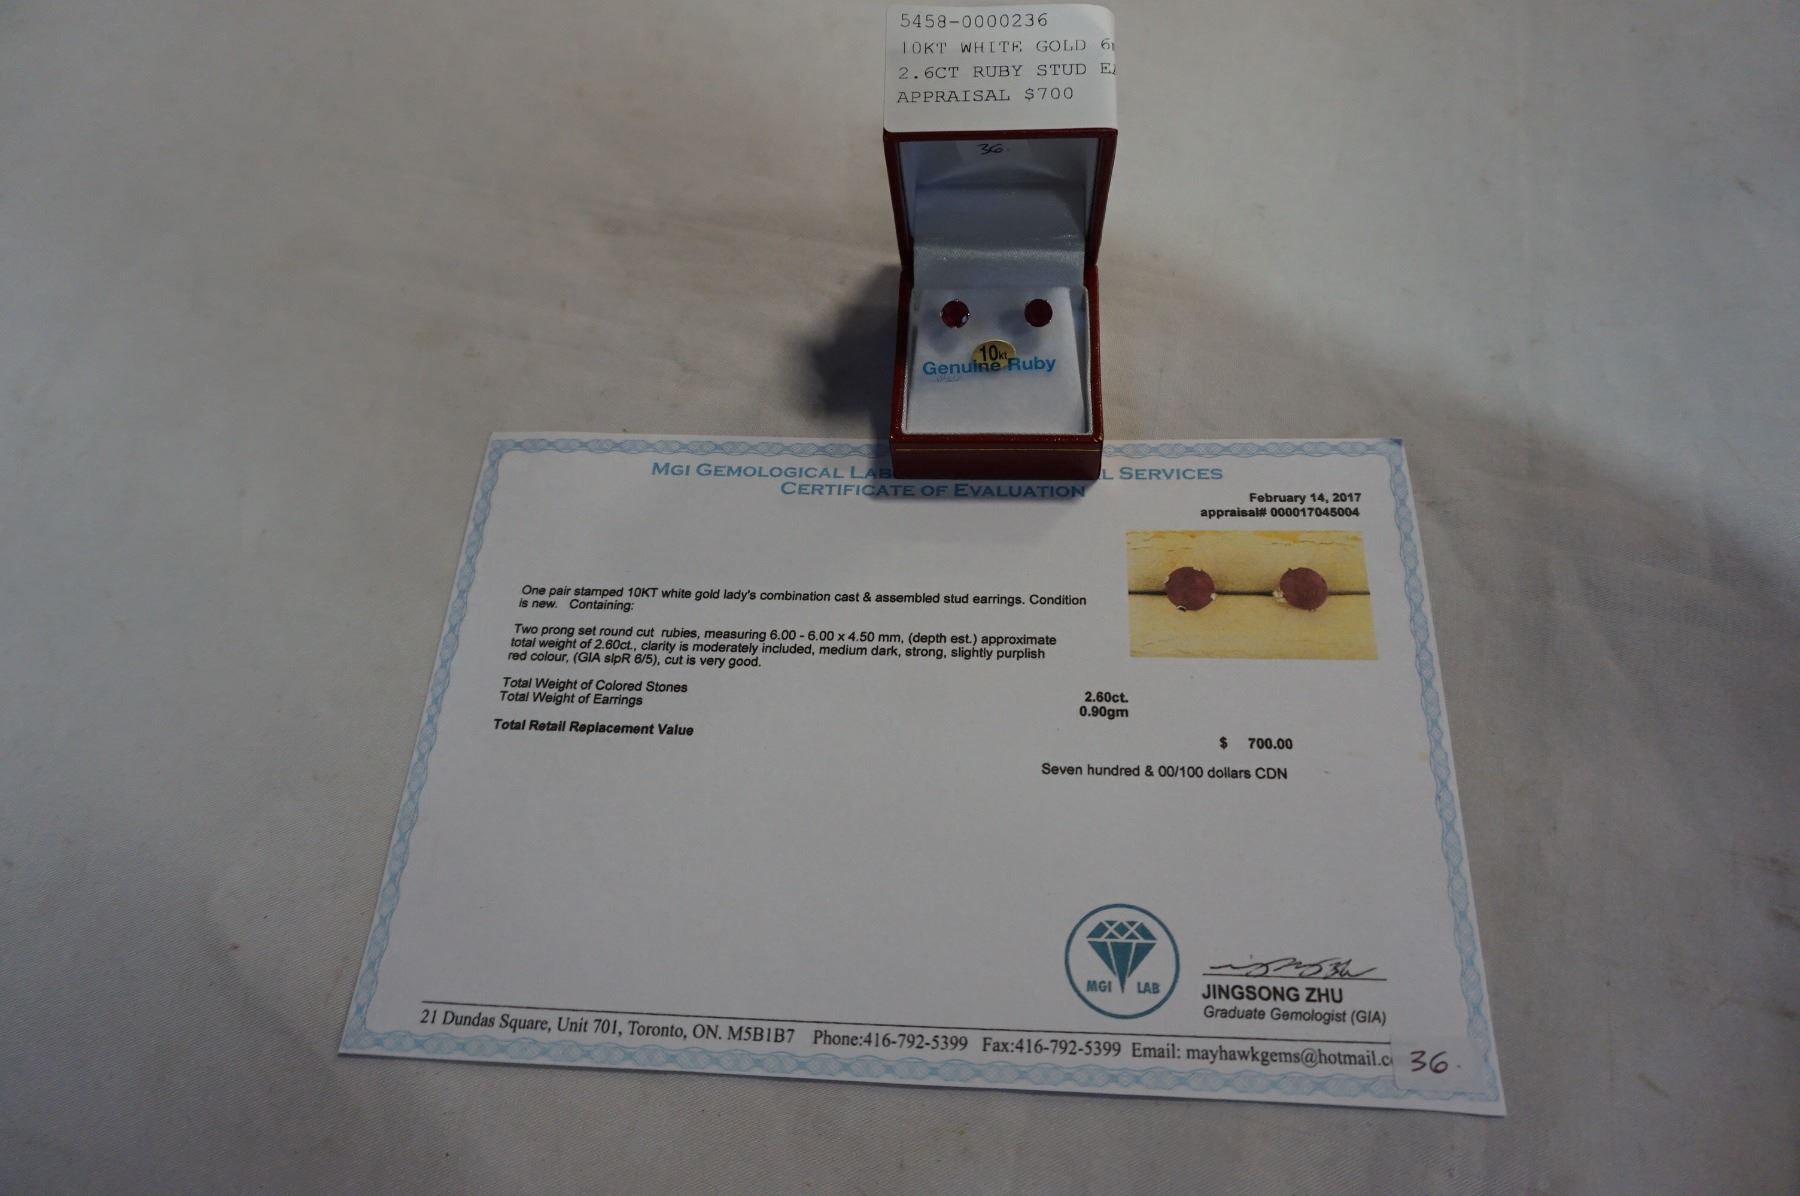 5458-0000236
10KT WHITE GOLD
2.6CT RUBY STUD
APPRAISAL $700
36.
10kt
Genuine Ruby
MGI GEMOLOGICAL SERVICES
CERTIFICATE OF EVALUATION
February 14, 2017
appraisal# 000017045004
One pair stamped 10KT white gold lady's combination cast & assembled stud earrings. Condition
is new. Containing:
Two prong set round cut rubies, measuring 6.00 - 6.00 x 4.50 mm, (depth est.) approximate
total weight of 2.60ct., clarity is moderately included, medium dark, strong, slightly purplish
red colour, (GIA slpR 6/5), cut is very good.
Total Weight of Colored Stones 2.60ct.
Total Weight of Earrings 0.90gm
Total Retail Replacement Value $ 700.00
Seven hundred & 00/100 dollars CDN
MGI LAB
JINGSONG ZHU
Graduate Gemologist (GIA)
21 Dundas Square, Unit 701, Toronto, ON. M5B1B7 Phone:416-792-5399 Fax:416-792-5399 Email: mayhawkgems@hotmail.c
36.